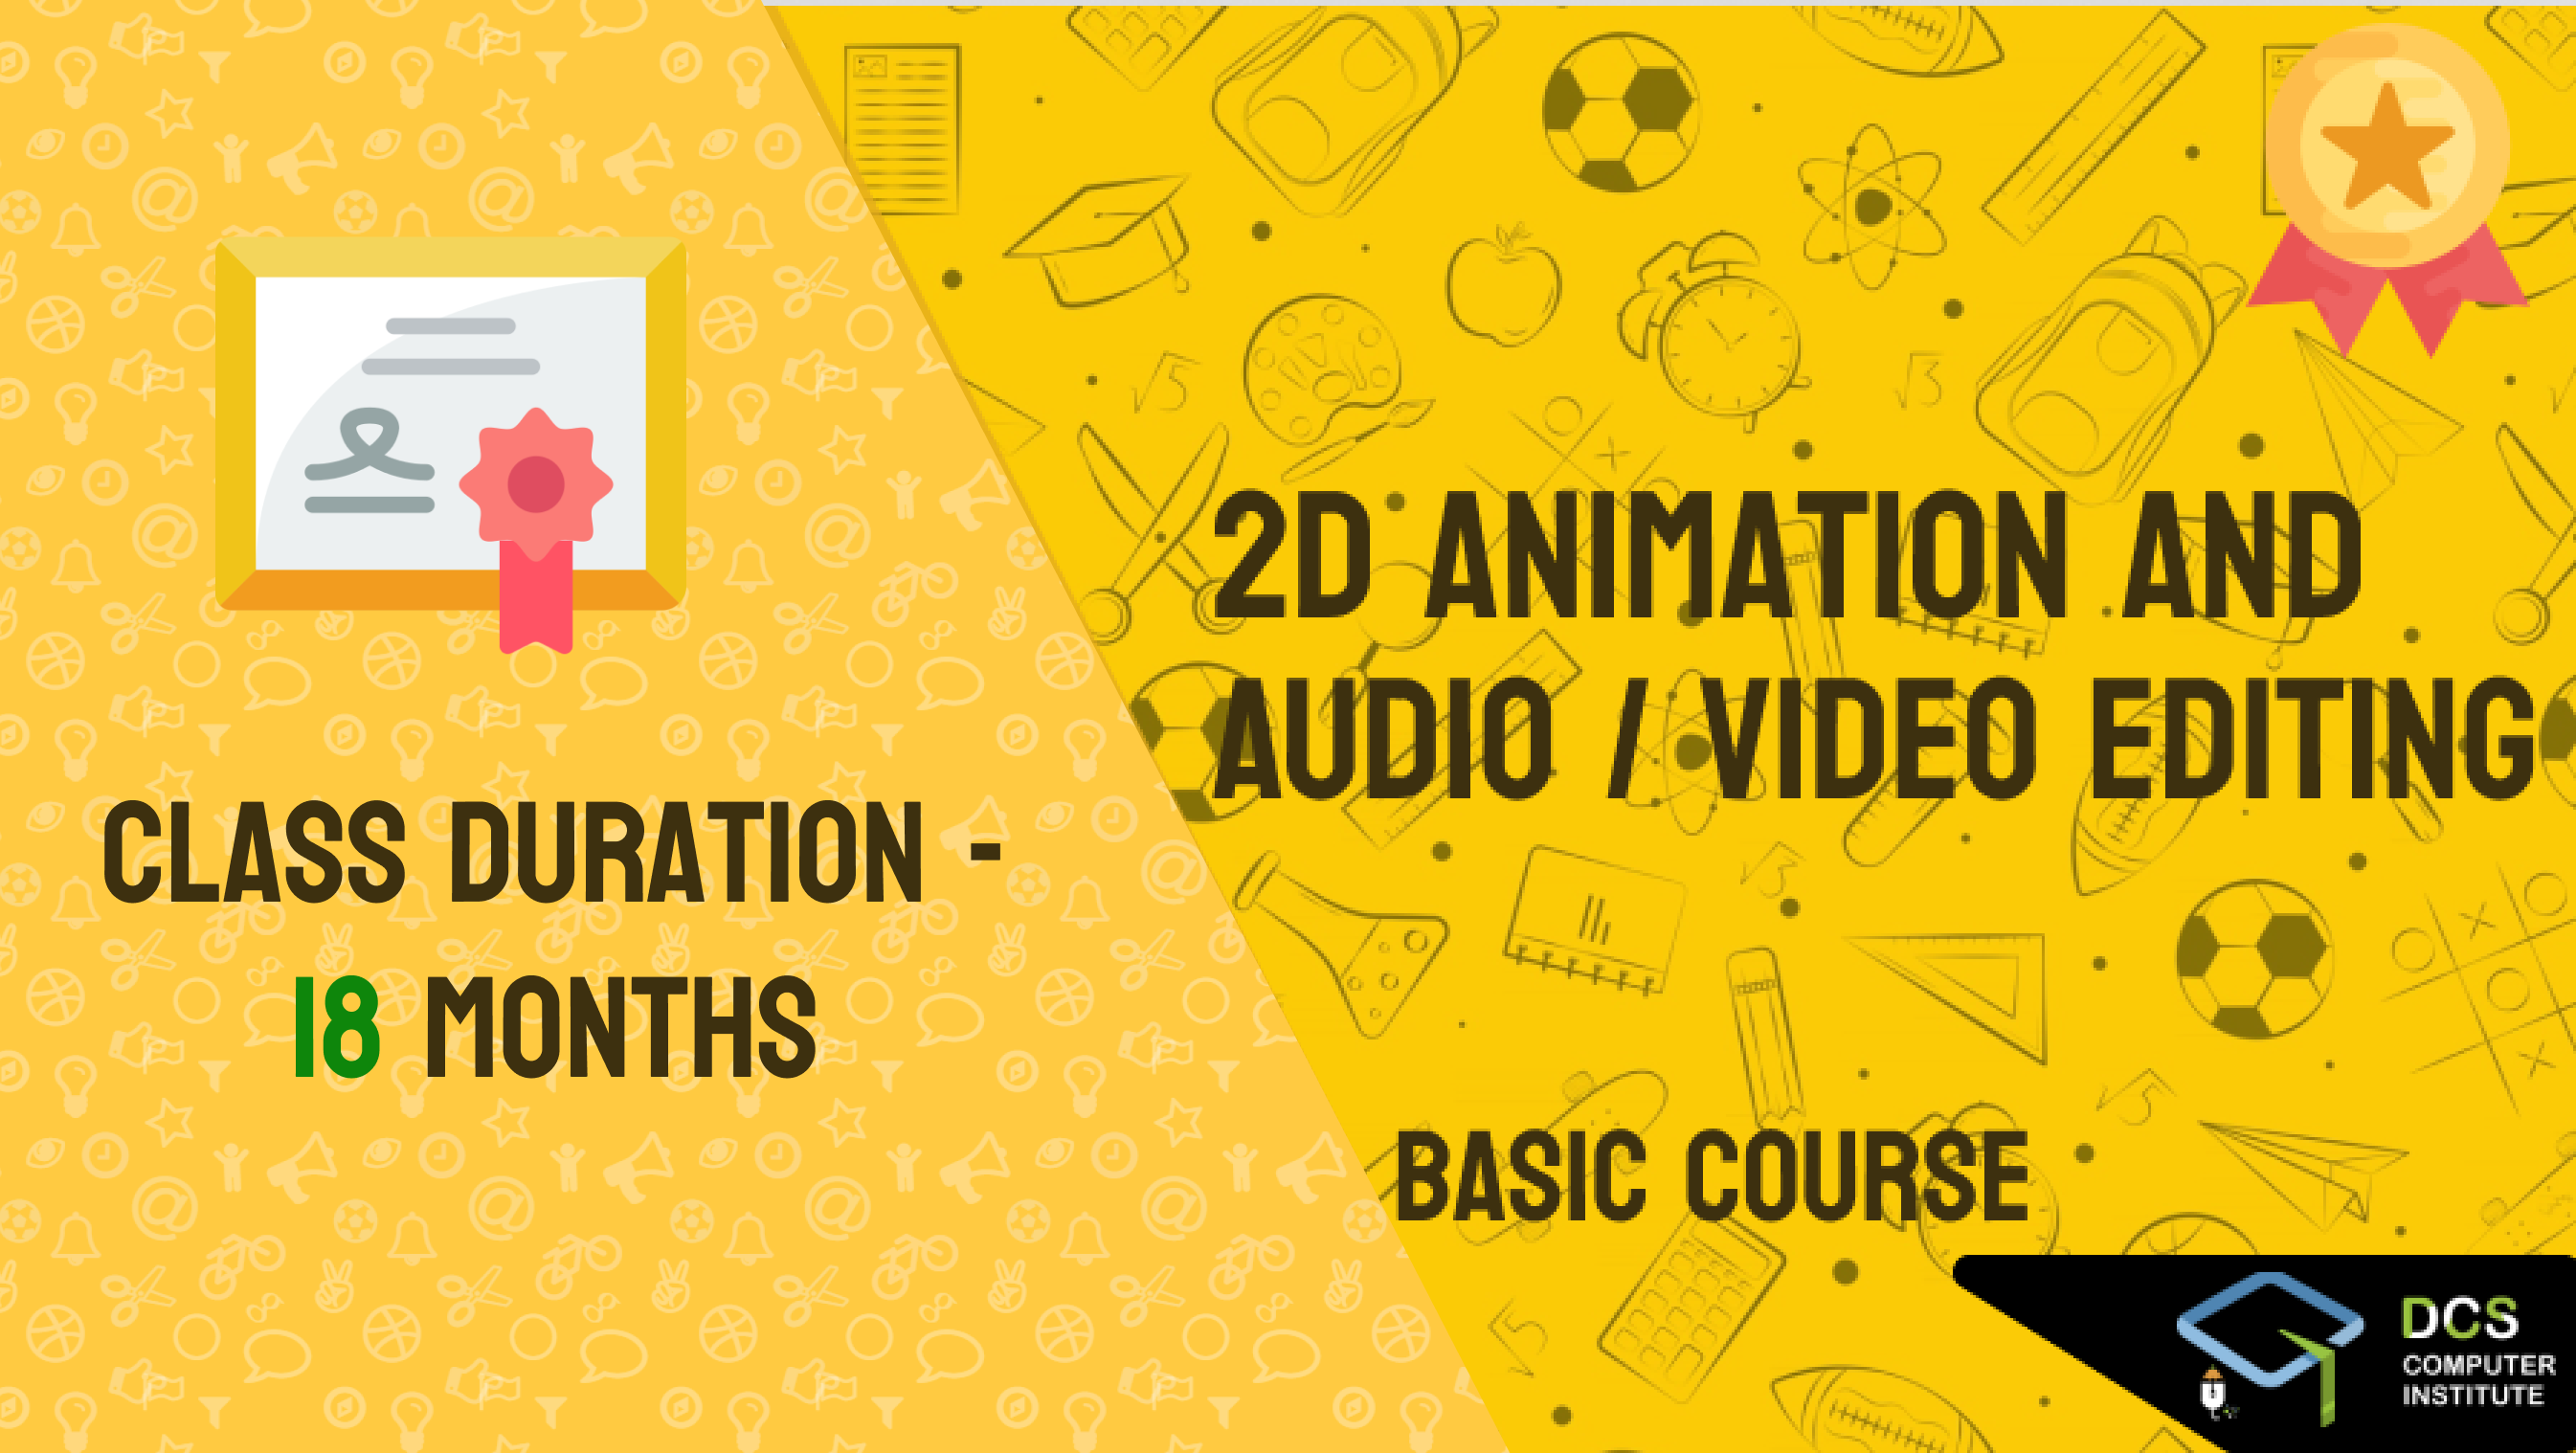 CLASS DURATION -
18 MONTHS
2D ANIMATION AND
AUDIO / VIDEO EDITING
BASIC COURSE
DCS
COMPUTER
INSTITUTE